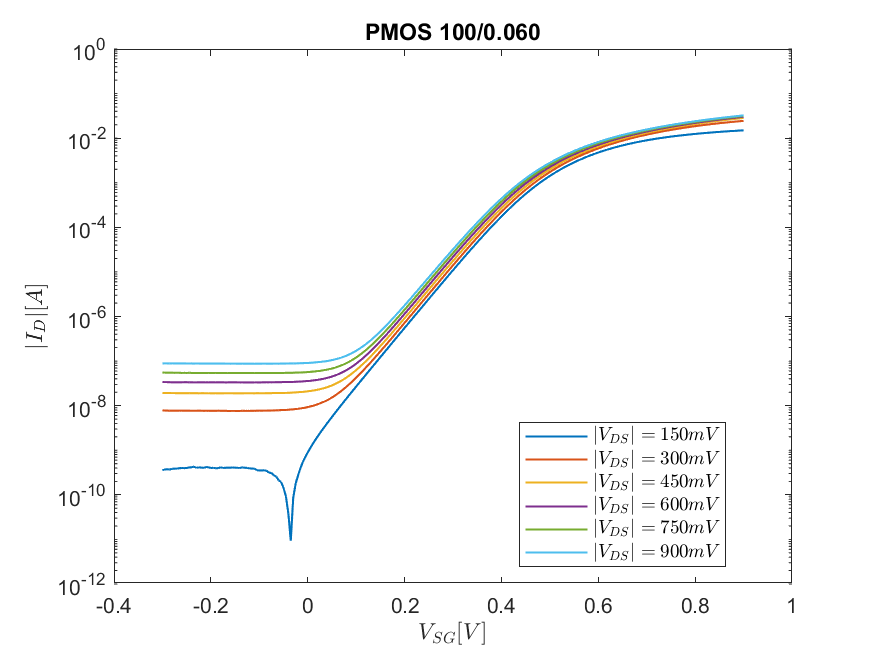 PMOS 100/0.060
10^0
10^-2
10^-4
10^-6
10^-8
10^-10
10^-12
|I_D|[A]
-0.4 -0.2 0 0.2 0.4 0.6 0.8 1
V_SG[V]
|V_DS| = 150mV
|V_DS| = 300mV
|V_DS| = 450mV
|V_DS| = 600mV
|V_DS| = 750mV
|V_DS| = 900mV